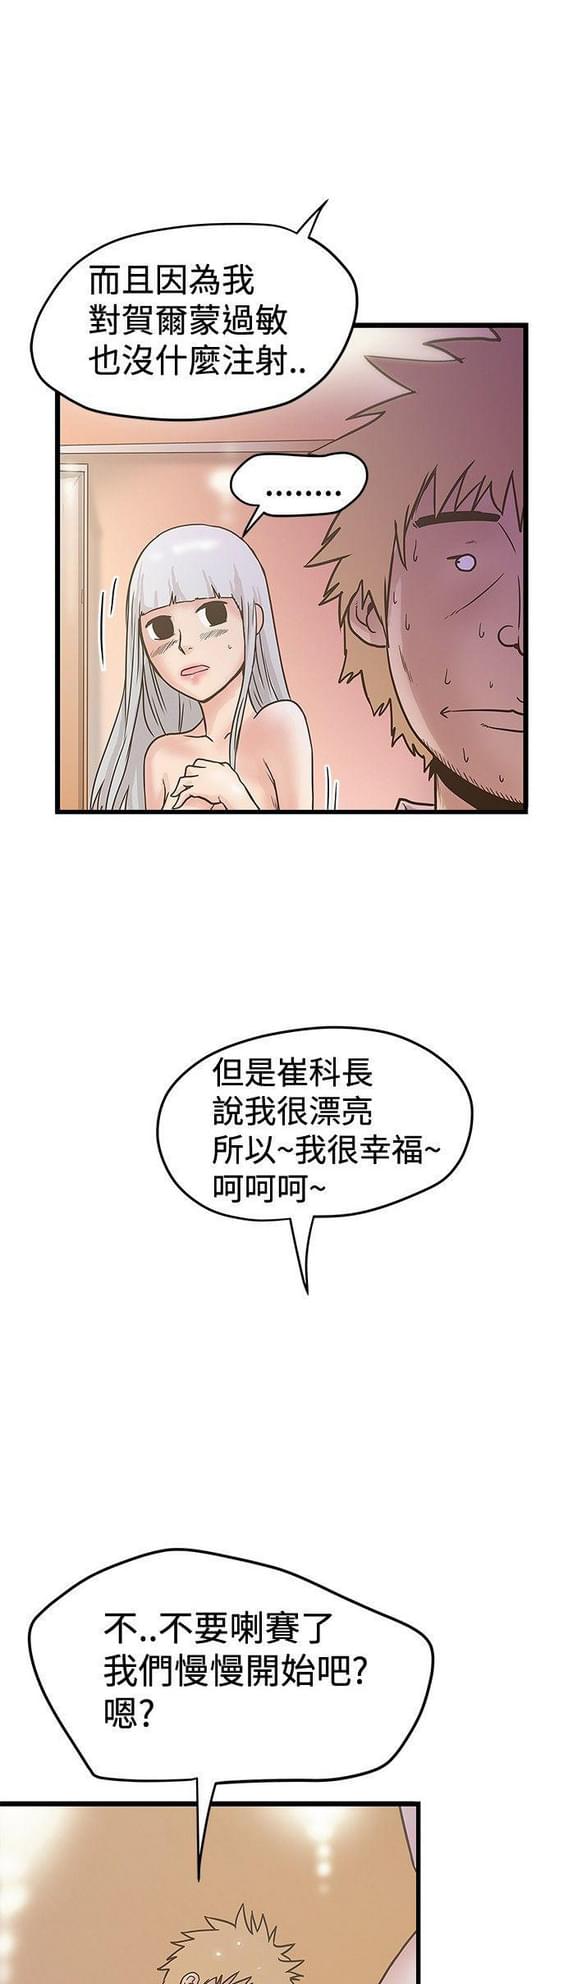 而且因為我
對賀爾蒙過敏
也沒什麼注射..
........
但是崔科長
說我很漂亮
所以~我很幸福~
呵呵呵~
不..不要喇賽了
我們慢慢開始吧?
嗯?